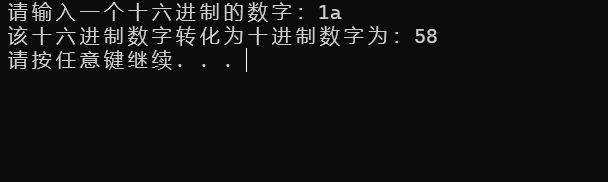 请输入一个十六进制的数字: 1a
该十六进制数字转化为十进制数字为: 58
请按任意键继续. . .